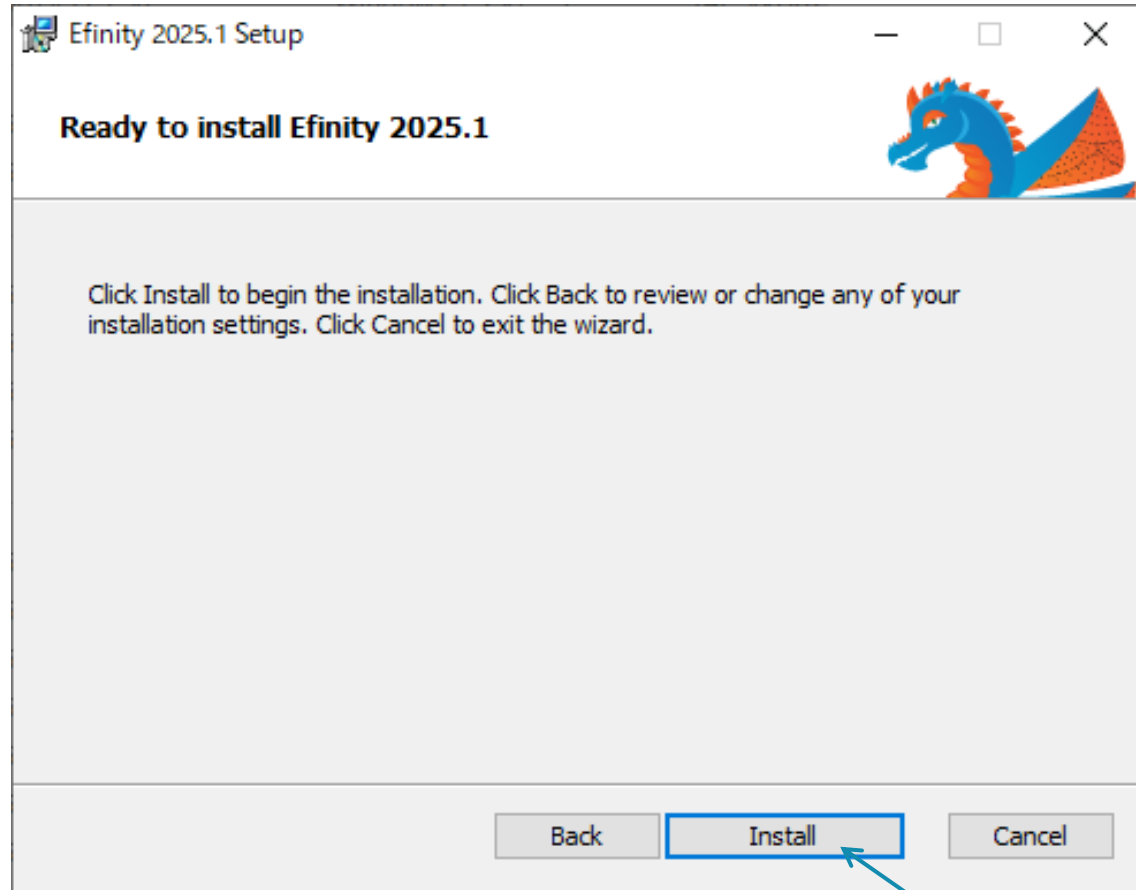 Efinity 2025.1 Setup
Ready to install Efinity 2025.1
Click Install to begin the installation. Click Back to review or change any of your
installation settings. Click Cancel to exit the wizard.
Back
Install
Cancel